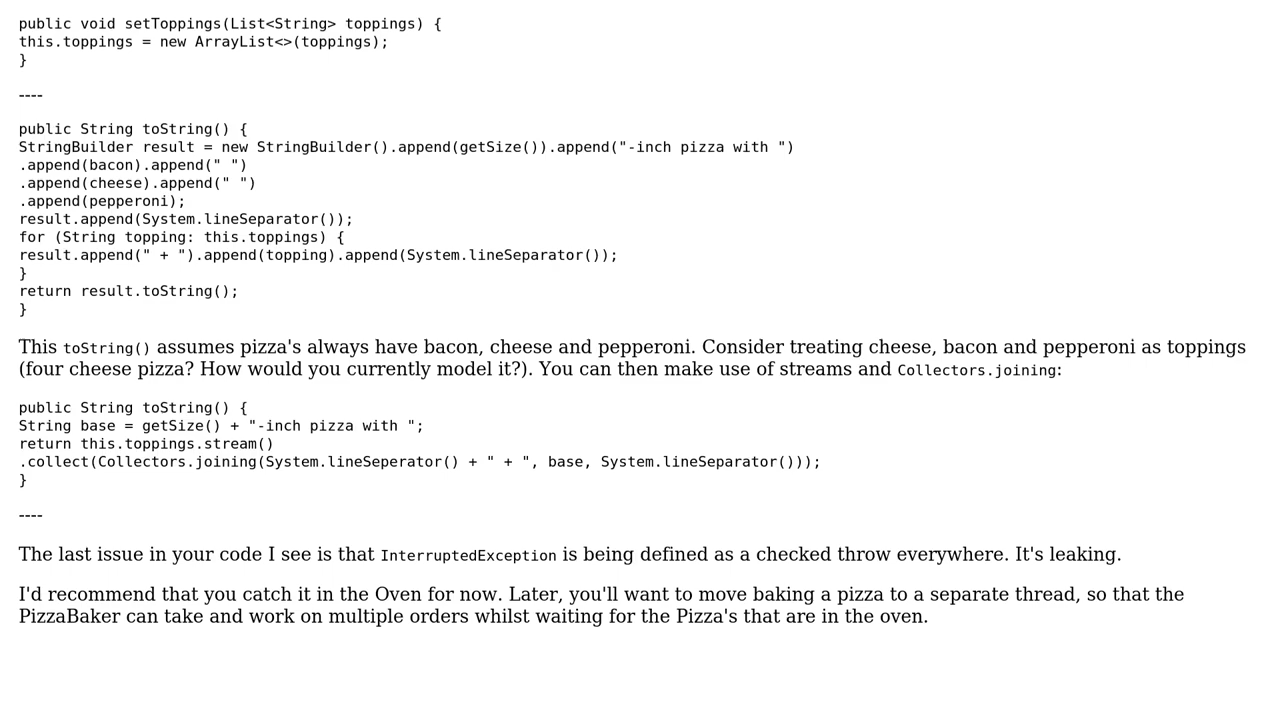 public void setToppings(List<String> toppings) {
this.toppings = new ArrayList<>(toppings);
}
----
public String toString() {
StringBuilder result = new StringBuilder().append(getSize()).append("-inch pizza with ")
.append(bacon).append(" ")
.append(cheese).append(" ")
.append(pepperoni);
result.append(System.lineSeparator());
for (String topping: this.toppings) {
result.append(" + ").append(topping).append(System.lineSeparator());
}
return result.toString();
}
This toString() assumes pizza's always have bacon, cheese and pepperoni. Consider treating cheese, bacon and pepperoni as toppings
(four cheese pizza? How would you currently model it?). You can then make use of streams and Collectors.joining:
public String toString() {
String base = getSize() + "-inch pizza with ";
return this.toppings.stream()
.collect(Collectors.joining(System.lineSeperator() + " + ", base, System.lineSeparator()));
}
----
The last issue in your code I see is that InterruptedException is being defined as a checked throw everywhere. It's leaking.
I'd recommend that you catch it in the Oven for now. Later, you'll want to move baking a pizza to a separate thread, so that the
PizzaBaker can take and work on multiple orders whilst waiting for the Pizza's that are in the oven.